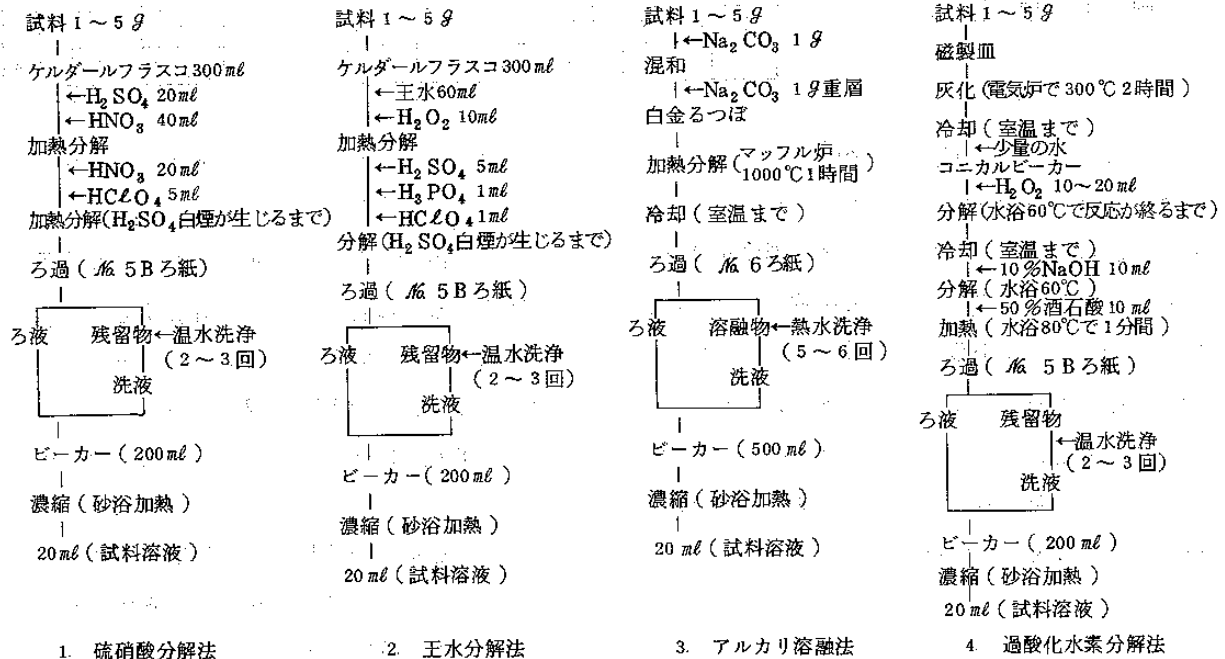 試料1～5g
ケルダールフラスコ300ml
←H2SO4 20ml
←HNO3 40ml
加熱分解
←HNO3 20ml
←HClO4 5ml
加熱分解(H2SO4白煙が生じるまで)
ろ過(No. 5Bろ紙)
ろ液 残留物←温水洗浄
(2～3回)
洗液
ビーカー(200ml)
濃縮(砂浴加熱)
20ml(試料溶液)
1. 硫硝酸分解法
試料1～5g
ケルダールフラスコ300ml
←王水60ml
←H2O2 10ml
加熱分解
←H2SO4 5ml
←H3PO4 1ml
←HClO4 1ml
分解(H2SO4白煙が生じるまで)
ろ過(No. 5Bろ紙)
ろ液 残留物←温水洗浄
(2～3回)
洗液
ビーカー(200ml)
濃縮(砂浴加熱)
20ml(試料溶液)
2. 王水分解法
試料1～5g
←Na2CO3 1g
混和
←Na2CO3 1g重層
白金るつぼ
加熱分解(マッフル炉
1000℃1時間)
冷却(室温まで)
ろ過(No. 6ろ紙)
ろ液 溶融物←熱水洗浄
(5～6回)
洗液
ビーカー(500ml)
濃縮(砂浴加熱)
20ml(試料溶液)
3. アルカリ溶融法
試料1～5g
磁製皿
灰化(電気炉で300℃2時間)
冷却(室温まで)
←少量の水
コニカルビーカー
←H2O2 10～20ml
分解(水浴60℃で反応が終るまで)
冷却(室温まで)
←10%NaOH 10ml
分解(水浴60℃)
←50%酒石酸10ml
加熱(水浴80℃で1分間)
ろ過(No. 5Bろ紙)
ろ液 残留物
←温水洗浄
(2～3回)
洗液
ビーカー(200ml)
濃縮(砂浴加熱)
20ml(試料溶液)
4. 過酸化水素分解法